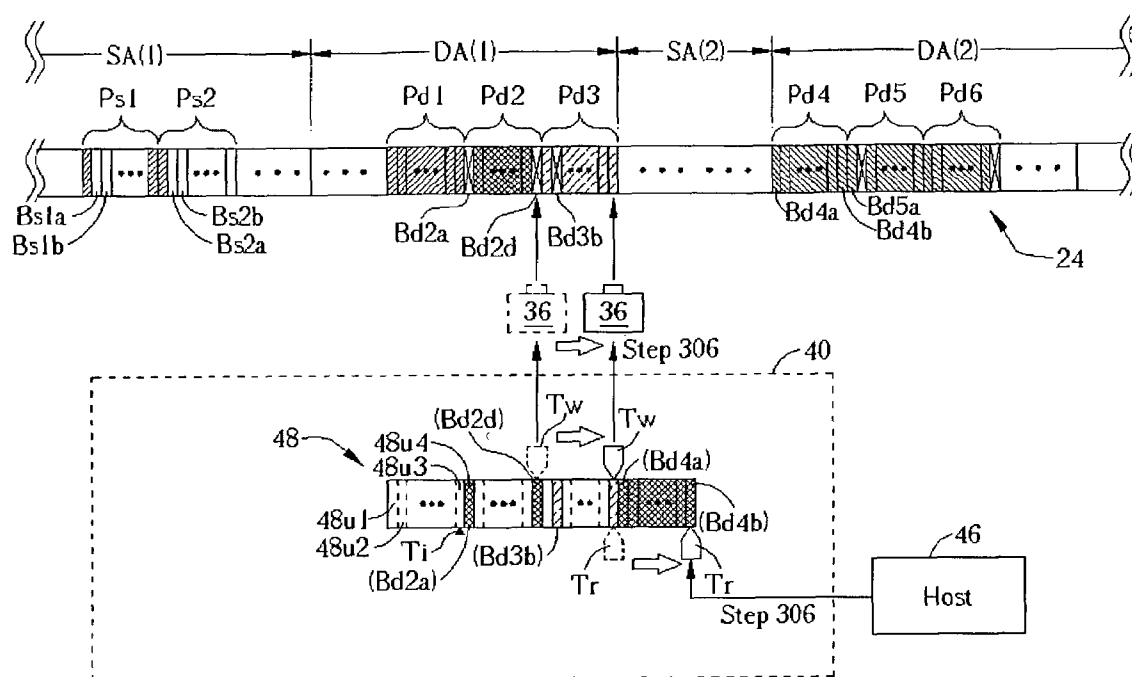 SA(1) DA(1) SA(2) DA(2)
Ps1 Ps2 Pd1 Pd2 Pd3 Pd4 Pd5 Pd6
Bs1a Bs2b Bd2a Bd3b Bd4a Bd5a
Bs1b Bs2a Bd2d Bd4b
24
36 36
Step 306
40
(Bd2d) Tw Tw
48 48u4 (Bd4a)
48u3
48u1 (Bd4b)
48u2 Ti (Bd3b)
(Bd2a) Tr Tr
46
Host
Step 306